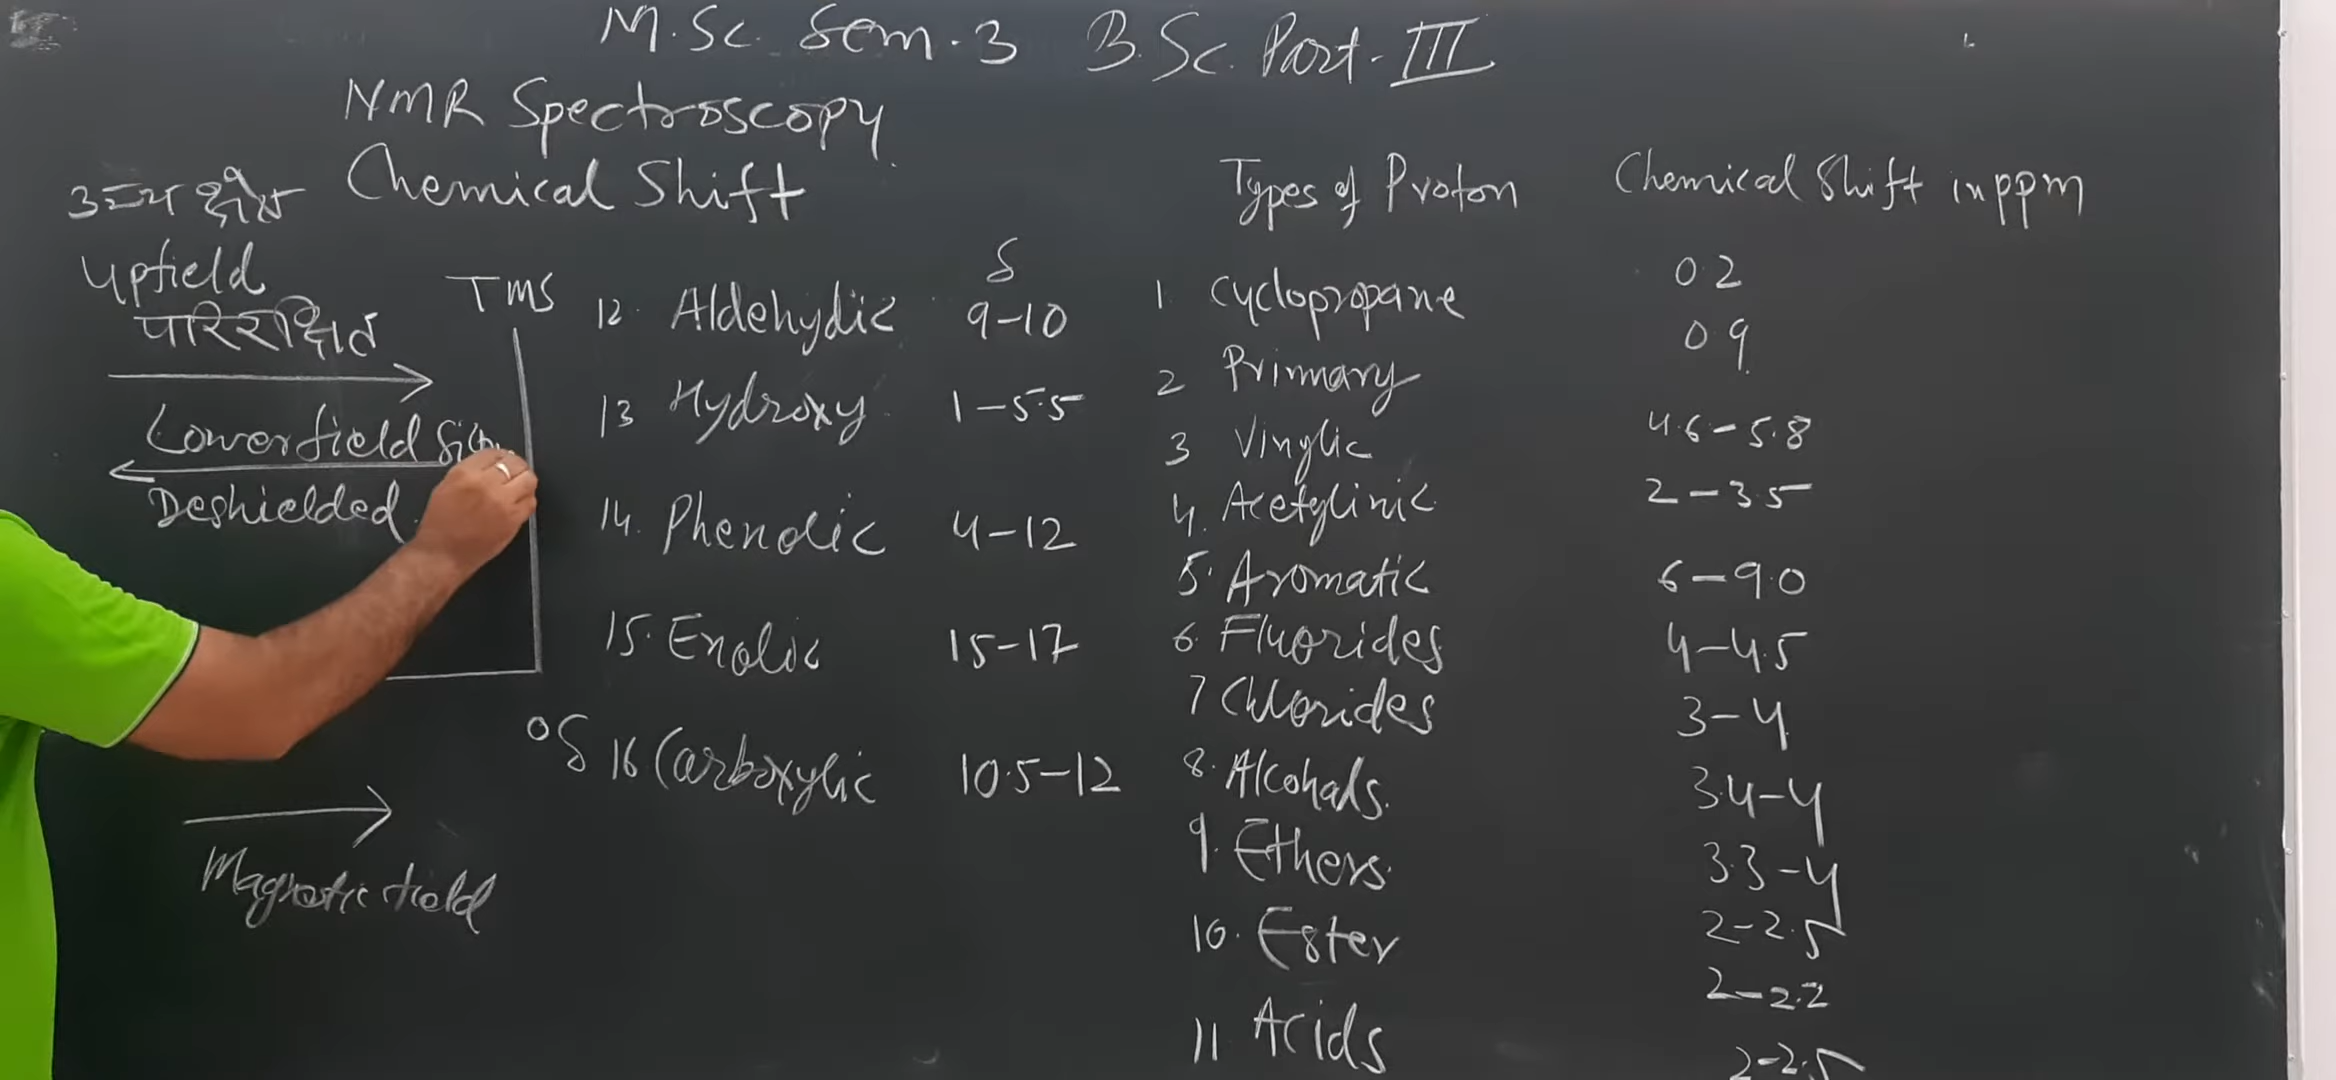 M.Sc. Sem.3 B.Sc. Part-III
NMR Spectroscopy
Chemical Shift
उच्च क्षेत्र
Upfield
परिरक्षित
TMS
Lowerfield
Deshielded
0 δ
Magnetic field
δ
12. Aldehydic 9-10
13 Hydroxy 1-5.5
14. Phenolic 4-12
15. Enolic 15-17
16 Carboxylic 10.5-12
Types of Proton Chemical Shift in ppm
1. Cyclopropane 0.2
2 Primary 0.9
3 Vinylic 4.6-5.8
4. Acetylinic 2-3.5
5. Aromatic 6-9.0
6. Fluorides 4-4.5
7 Chlorides 3-4
8. Alcohals. 3.4-4
9. Ethers. 3.3-4
10. Ester 2-2.5
2-2.2
11 Acids 2-2.5